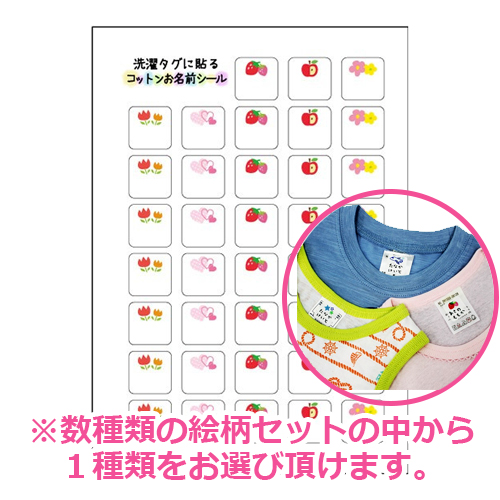 洗濯タグに貼る
コットンお名前シール
※数種類の絵柄セットの中から
１種類をお選び頂けます。